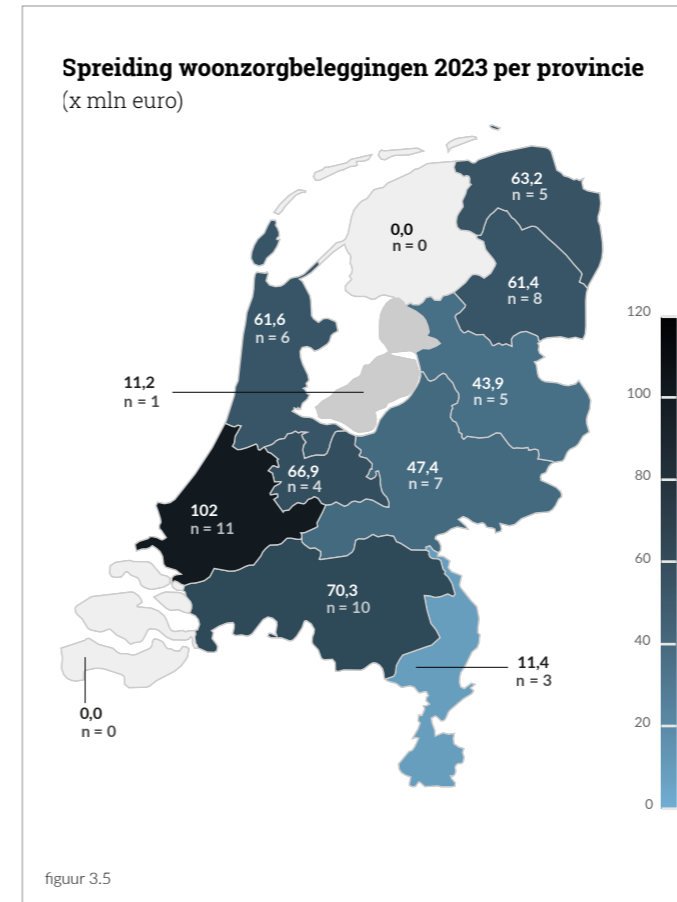 Spreiding woonzorgbeleggingen 2023 per provincie
(x mln euro)
63,2
n = 5
0,0
n = 0
61,4
n = 8
61,6
n = 6
11,2
n = 1
43,9
n = 5
66,9
n = 4
47,4
n = 7
102
n = 11
70,3
n = 10
11,4
n = 3
0,0
n = 0
120
100
80
60
40
20
0
figuur 3.5